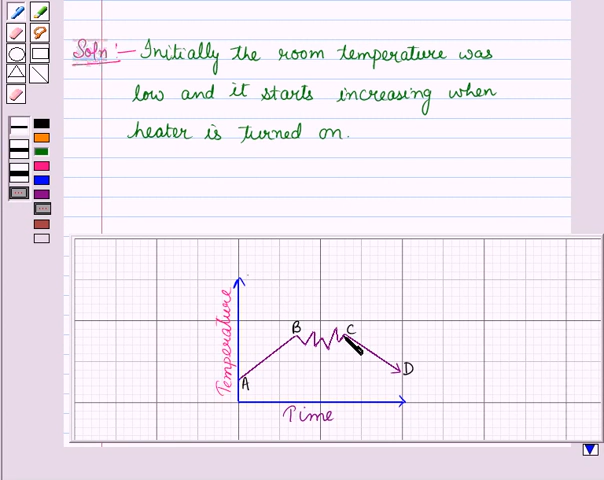 Soln:- Initially the room temperature was
low and it starts increasing when
heater is turned on.
Temperature
B
C
A
D
Time